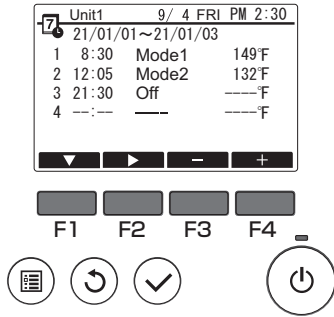 7 Unit1 9/ 4 FRI PM 2:30
21/01/01~21/01/03
1 8:30 Mode1 149°F
2 12:05 Mode2 132°F
3 21:30 Off ----°F
4 --:-- ---- ----°F
▼ ▶ − +
F1 F2 F3 F4